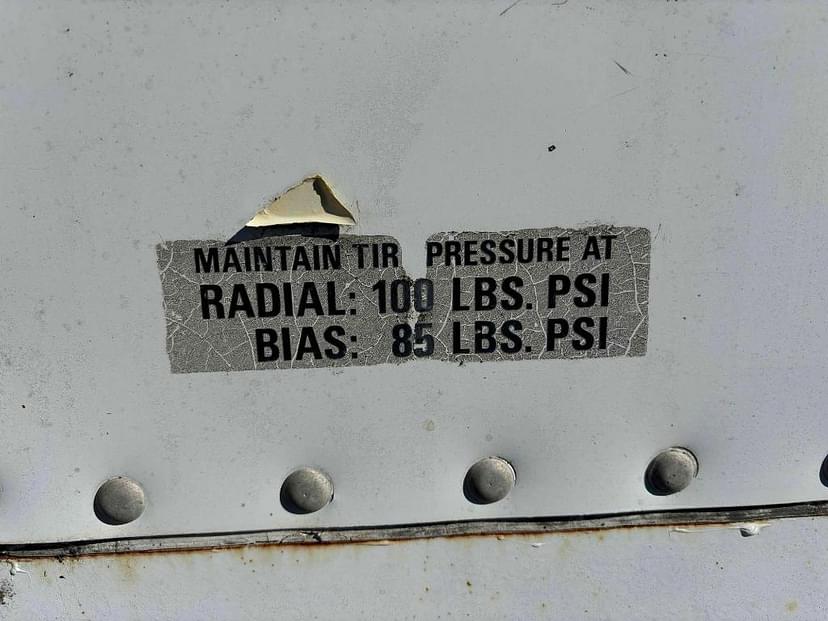 MAINTAIN TIR PRESSURE AT
RADIAL: 100 LBS. PSI
BIAS: 85 LBS. PSI